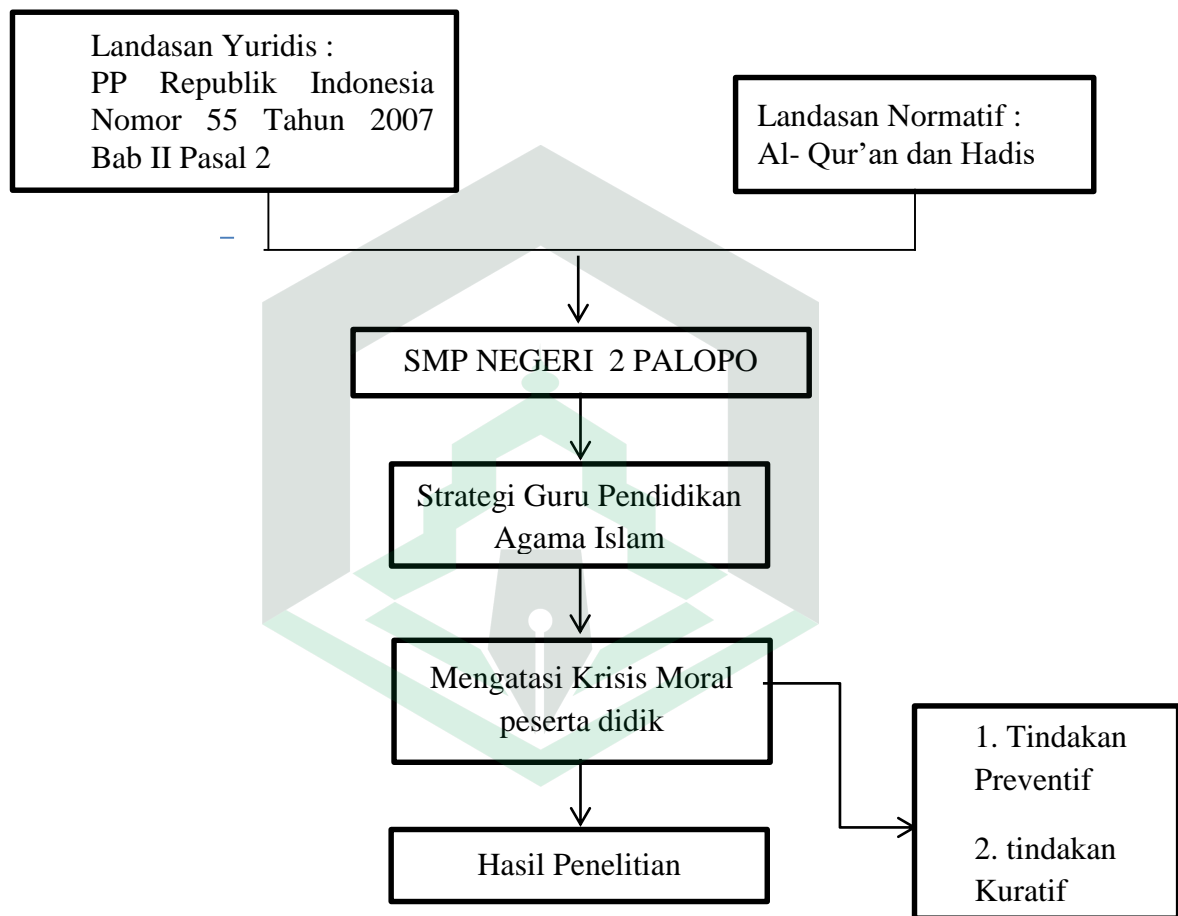 Landasan Yuridis :
PP Republik Indonesia
Nomor 55 Tahun 2007
Bab II Pasal 2
Landasan Normatif :
Al- Qur’an dan Hadis
SMP NEGERI 2 PALOPO
Strategi Guru Pendidikan
Agama Islam
Mengatasi Krisis Moral
peserta didik
1. Tindakan
Preventif
2. tindakan
Kuratif
Hasil Penelitian